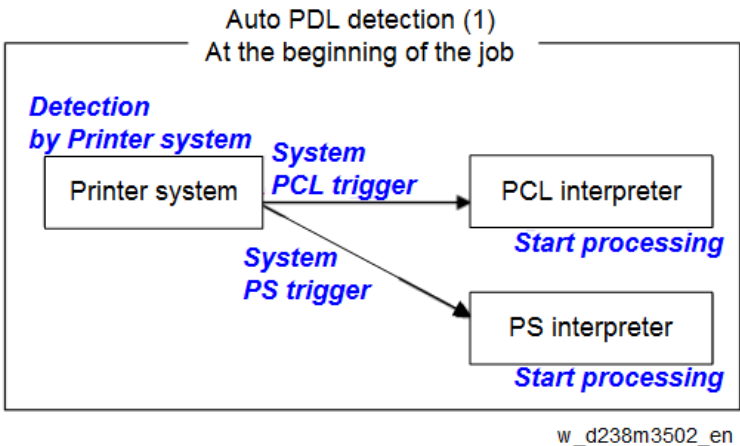 Auto PDL detection (1)
At the beginning of the job
Detection
by Printer system
System
PCL trigger
Printer system
PCL interpreter
Start processing
System
PS trigger
PS interpreter
Start processing
w_d238m3502_en